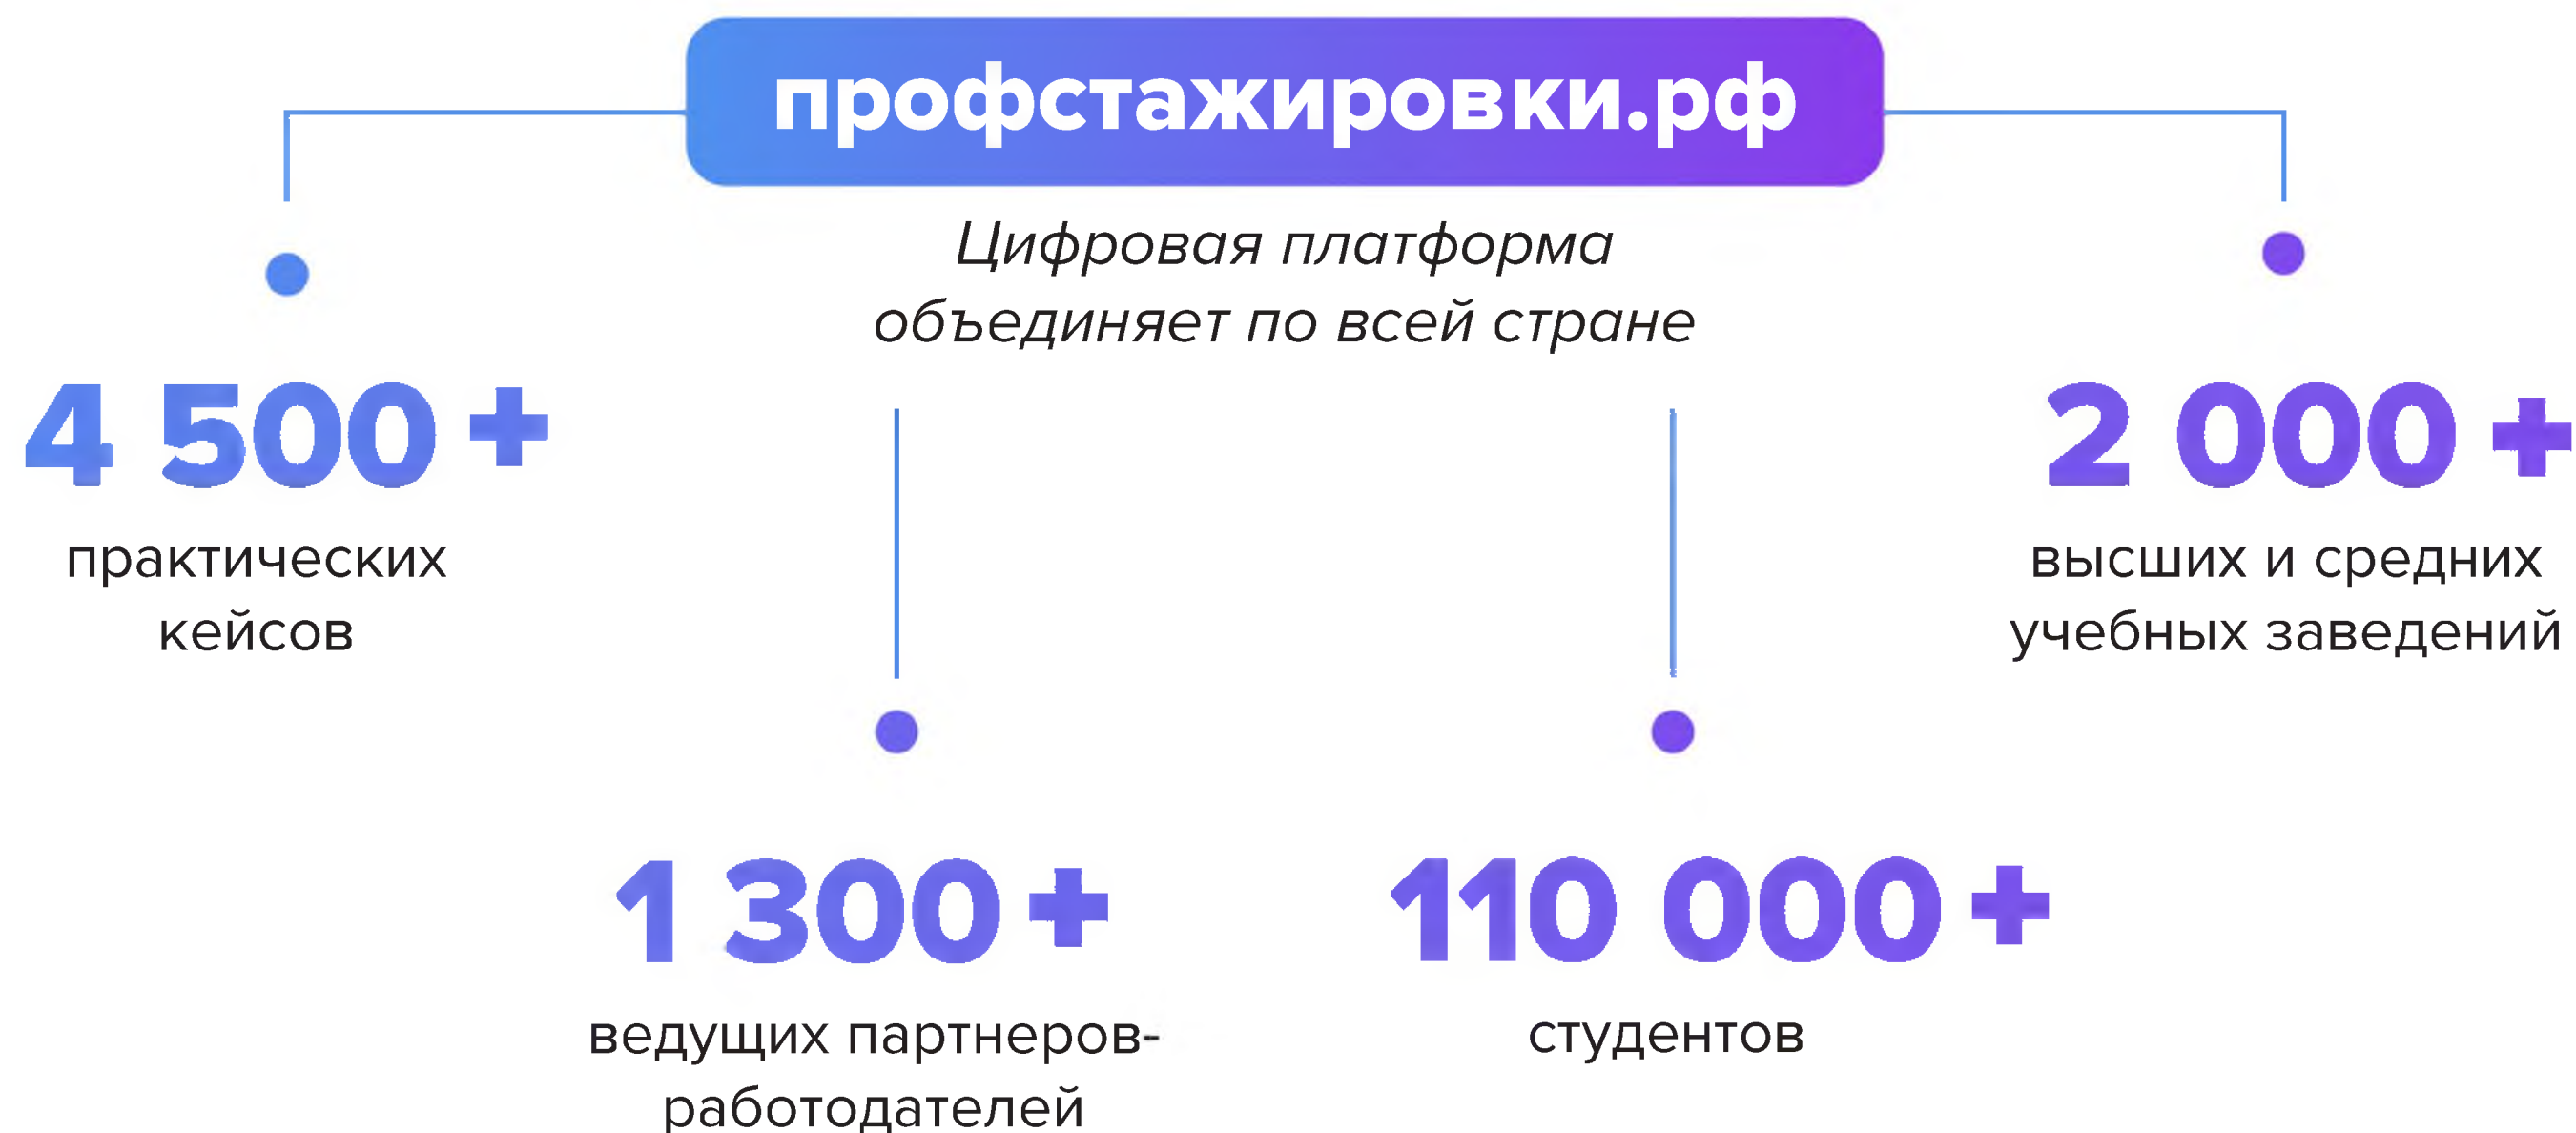 профстажировки.рф
Цифровая платформа
объединяет по всей стране
4 500 +
практических
кейсов
1 300 +
ведущих партнеров-
работодателей
110 000 +
студентов
2 000 +
высших и средних
учебных заведений